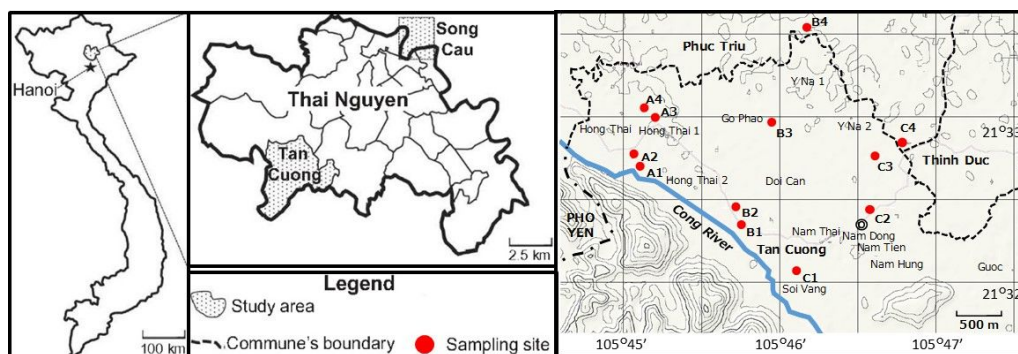 Hanoi
100 km
Song
Cau
Thai Nguyen
Tan
Cuong
2.5 km
Legend
Study area
Commune's boundary
Sampling site
B4
Phuc Triu
Y Na 1
A4
A3
Hong Thai
Hong Thai 1
Go Phao
B3
Y Na 2
C4
21°33'
A2
A1
C3
Thinh Duc
Hong Thai 2
Doi Can
PHO
YEN
Cong River
B2
B1
C2
Nam Thai
Nam Dong
Tan Cuong
Nam Tien
Nam Hung
Guoc
C1
Soi Vang
21°32'
500 m
105°45'
105°46'
105°47'